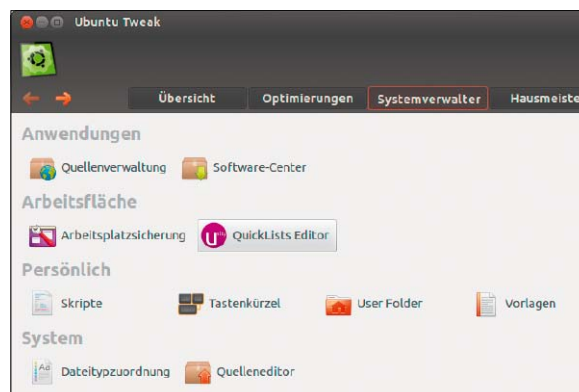 Ubuntu Tweak
Übersicht Optimierungen Systemverwalter Hausmeiste
Anwendungen
Quellenverwaltung Software-Center
Arbeitsfläche
Arbeitsplatzsicherung QuickLists Editor
Persönlich
Skripte Tastenkürzel User Folder Vorlagen
System
Dateitypzuordnung Quelleneditor